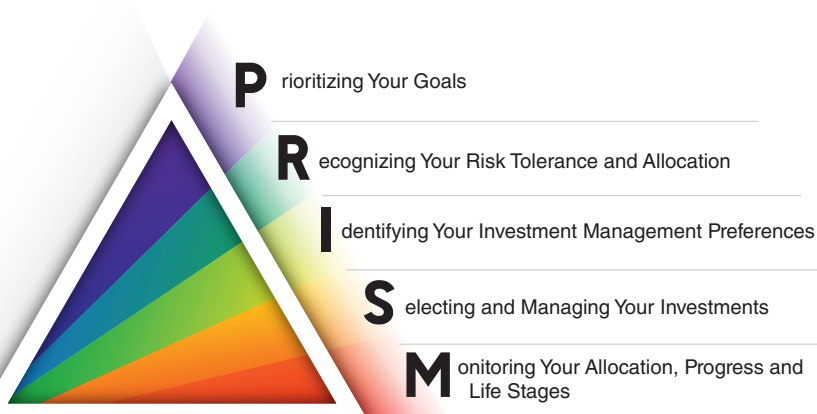 Prioritizing Your Goals
Recognizing Your Risk Tolerance and Allocation
Identifying Your Investment Management Preferences
Selecting and Managing Your Investments
Monitoring Your Allocation, Progress and
Life Stages